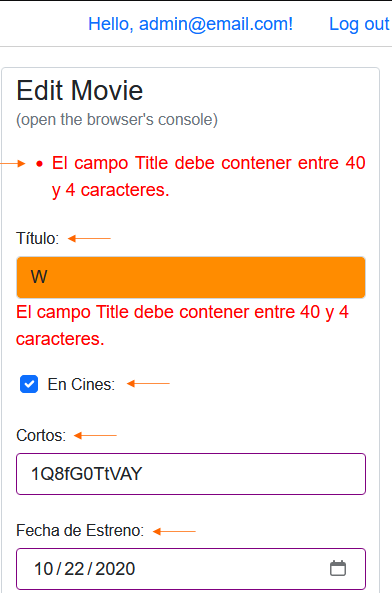 Hello, admin@email.com! Log out
Edit Movie
(open the browser's console)
• El campo Title debe contener entre 40
y 4 caracteres.
Título:
W
El campo Title debe contener entre 40 y 4
caracteres.
En Cines:
Cortos:
1Q8fG0TtVAY
Fecha de Estreno:
10/22/2020